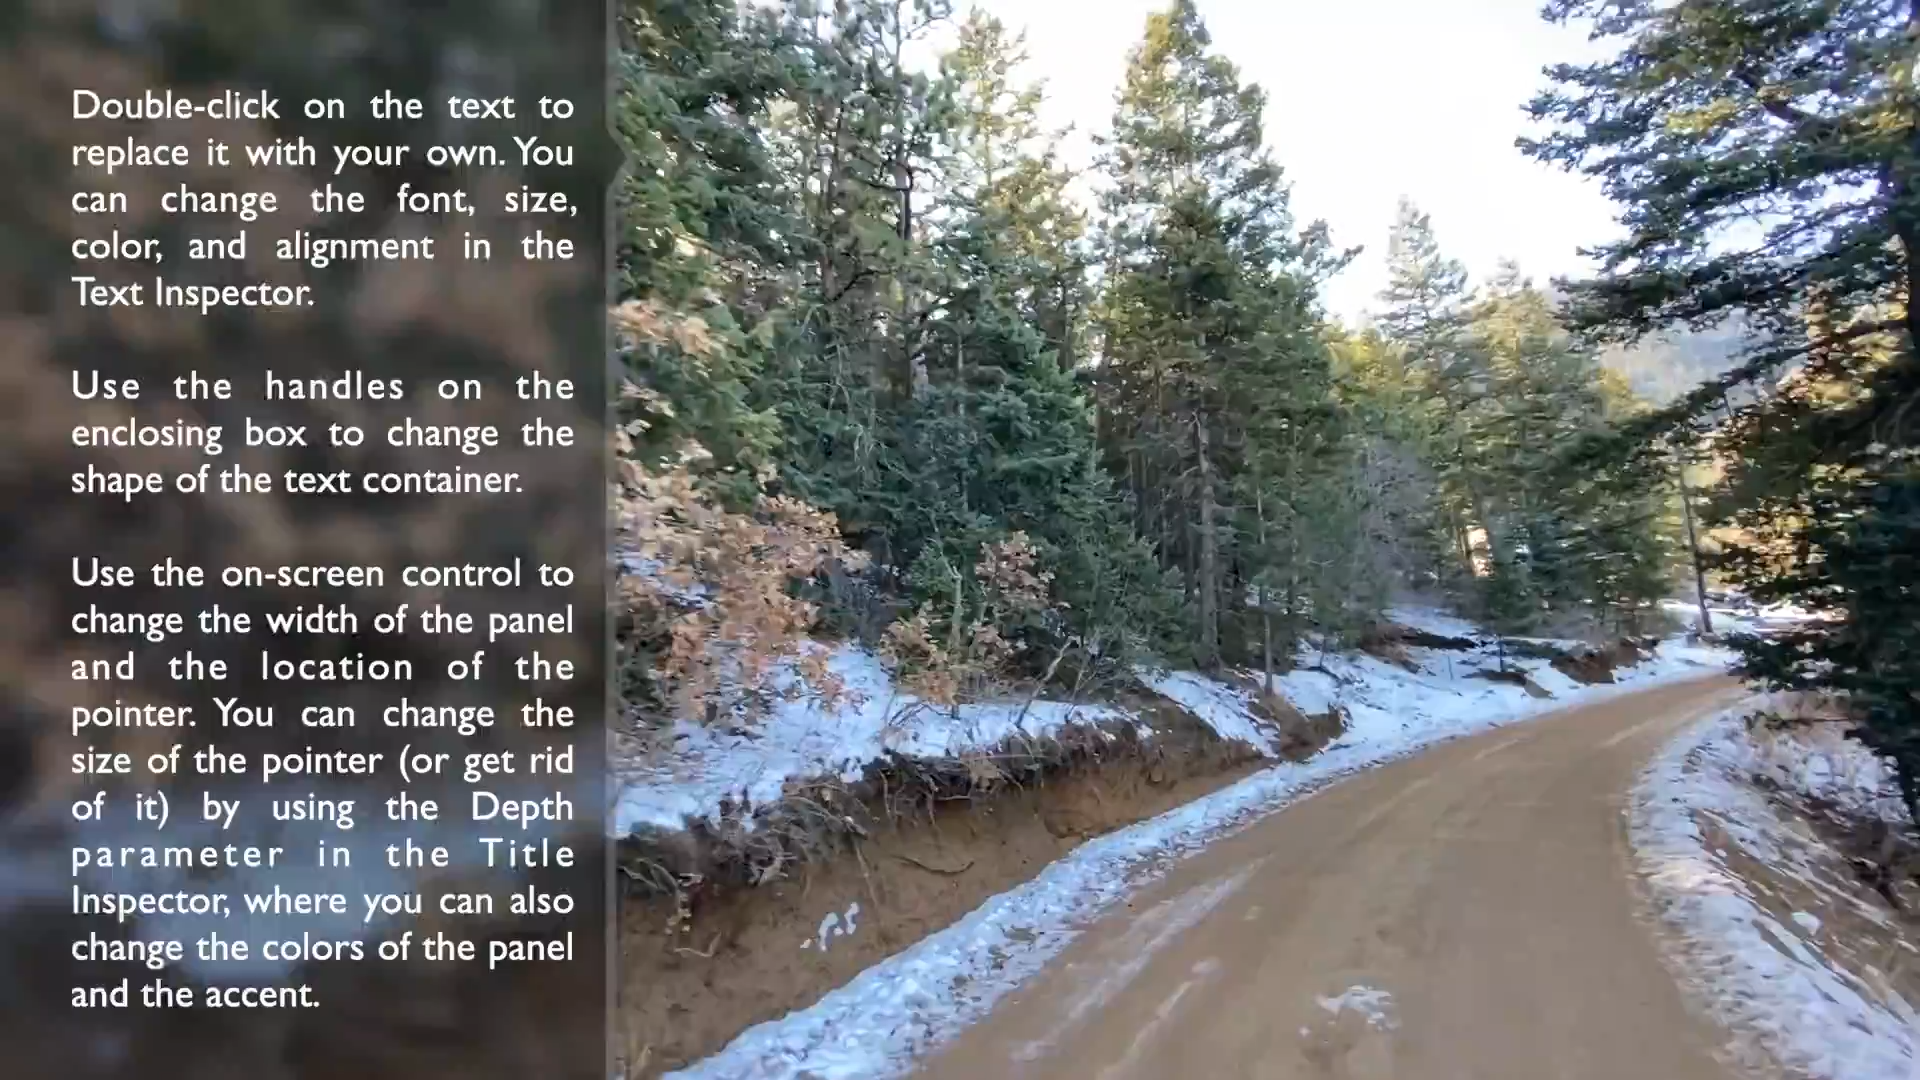 Double-click on the text to
replace it with your own. You
can change the font, size,
color, and alignment in the
Text Inspector.
Use the handles on the
enclosing box to change the
shape of the text container.
Use the on-screen control to
change the width of the panel
and the location of the
pointer. You can change the
size of the pointer (or get rid
of it) by using the Depth
parameter in the Title
Inspector, where you can also
change the colors of the panel
and the accent.